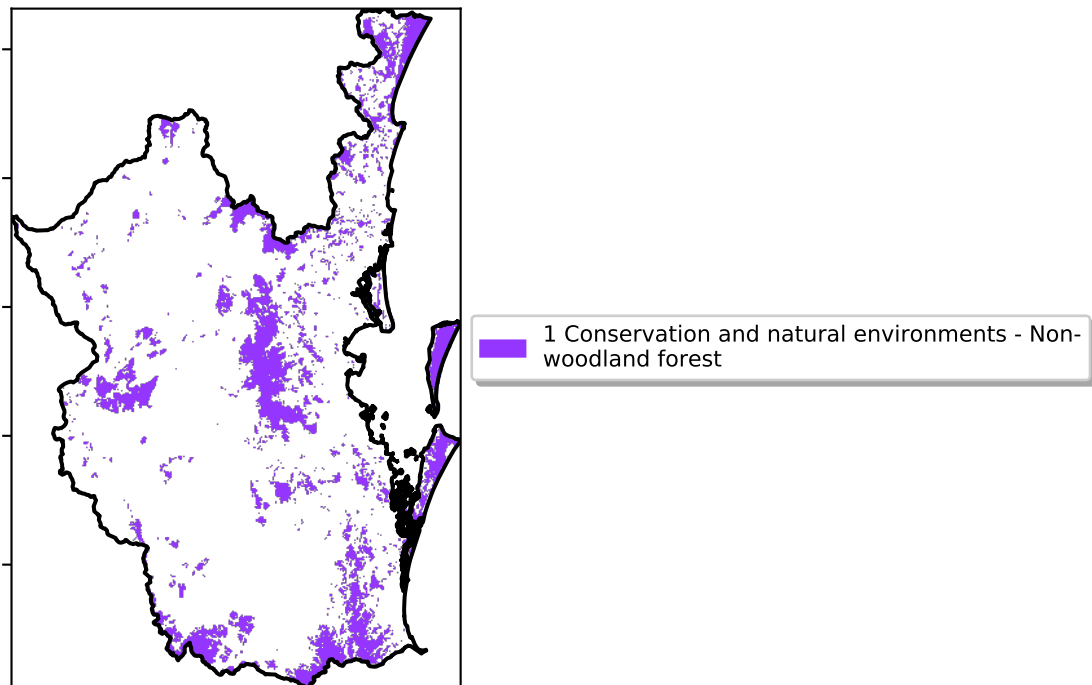 1 Conservation and natural environments - Non-
woodland forest